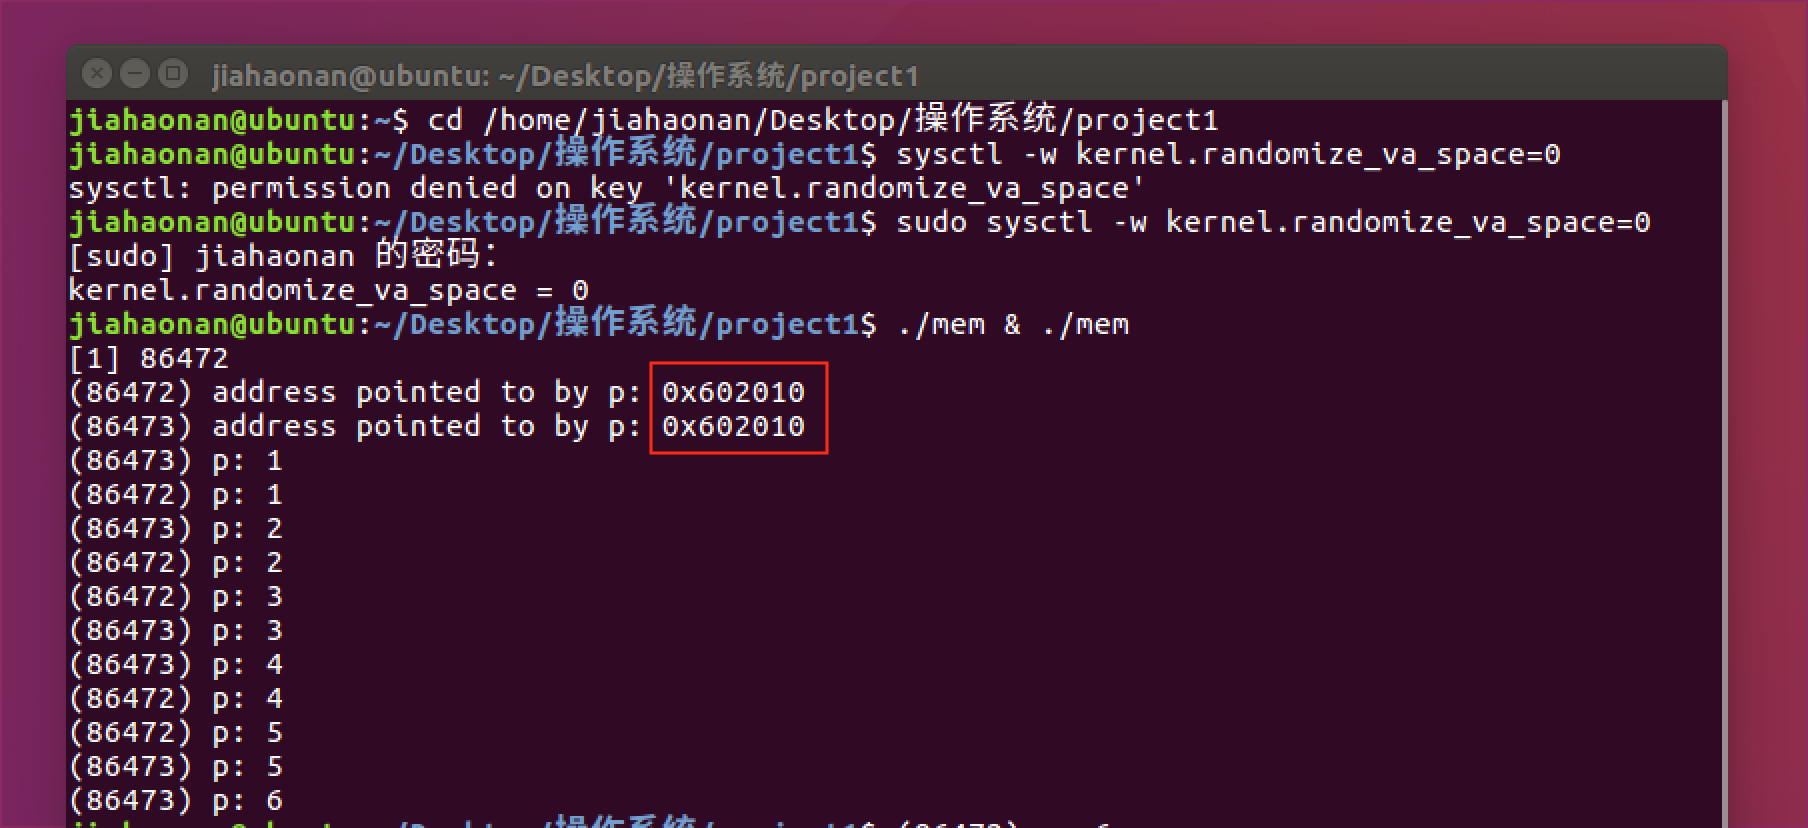 jiahaonan@ubuntu: ~/Desktop/操作系统/project1
jiahaonan@ubuntu:~$ cd /home/jiahaonan/Desktop/操作系统/project1
jiahaonan@ubuntu:~/Desktop/操作系统/project1$ sysctl -w kernel.randomize_va_space=0
sysctl: permission denied on key 'kernel.randomize_va_space'
jiahaonan@ubuntu:~/Desktop/操作系统/project1$ sudo sysctl -w kernel.randomize_va_space=0
[sudo] jiahaonan 的密码：
kernel.randomize_va_space = 0
jiahaonan@ubuntu:~/Desktop/操作系统/project1$ ./mem & ./mem
[1] 86472
(86472) address pointed to by p: 0x602010
(86473) address pointed to by p: 0x602010
(86473) p: 1
(86472) p: 1
(86473) p: 2
(86472) p: 2
(86472) p: 3
(86473) p: 3
(86473) p: 4
(86472) p: 4
(86472) p: 5
(86473) p: 5
(86473) p: 6